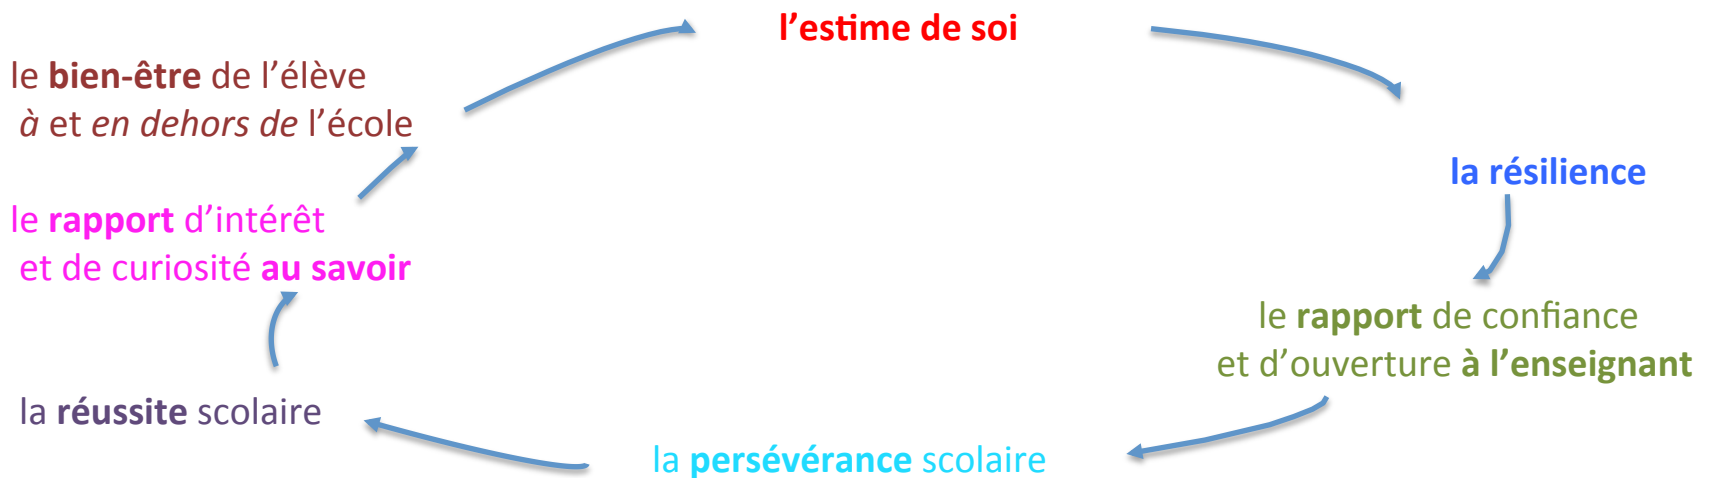 l’estime de soi
le bien-être de l’élève
à et en dehors de l’école
la résilience
le rapport d’intérêt
et de curiosité au savoir
le rapport de confiance
et d’ouverture à l’enseignant
la réussite scolaire
la persévérance scolaire